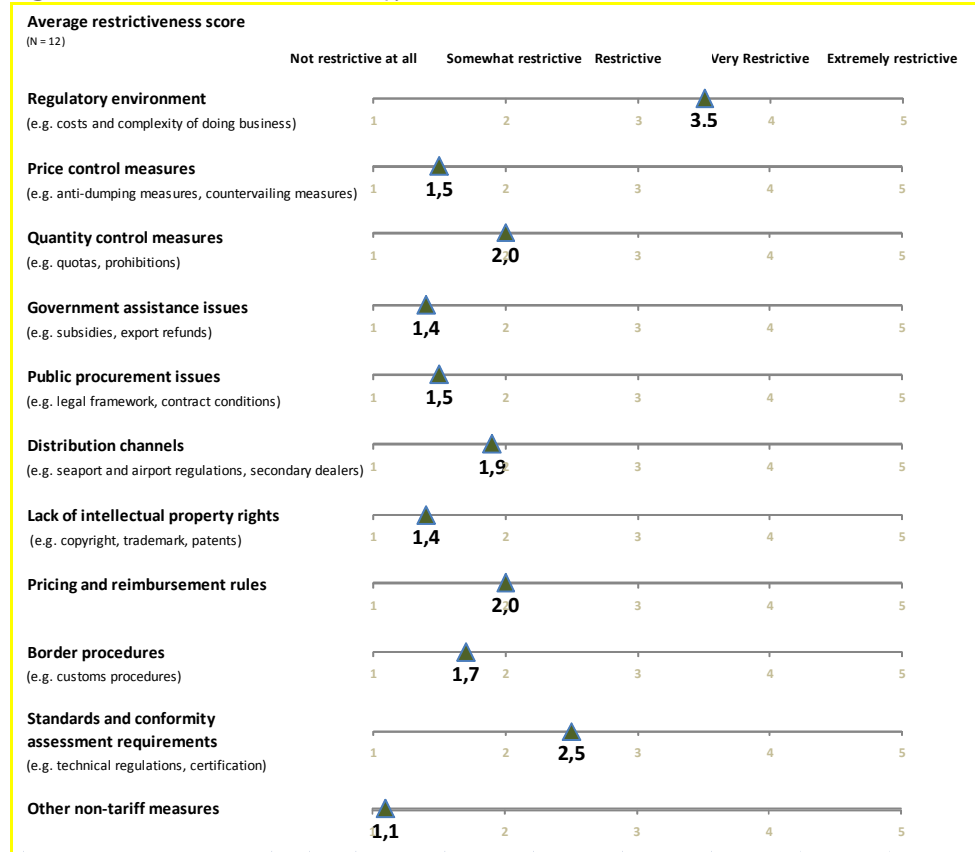 Average restrictiveness score
(N = 12)
Not restrictive at all Somewhat restrictive Restrictive Very Restrictive Extremely restrictive
Regulatory environment
(e.g. costs and complexity of doing business)
1 2 3 4 5
3.5
Price control measures
(e.g. anti-dumping measures, countervailing measures)
1 2 3 4 5
1,5
Quantity control measures
(e.g. quotas, prohibitions)
1 2 3 4 5
2,0
Government assistance issues
(e.g. subsidies, export refunds)
1 2 3 4 5
1,4
Public procurement issues
(e.g. legal framework, contract conditions)
1 2 3 4 5
1,5
Distribution channels
(e.g. seaport and airport regulations, secondary dealers)
1 2 3 4 5
1,9
Lack of intellectual property rights
(e.g. copyright, trademark, patents)
1 2 3 4 5
1,4
Pricing and reimbursement rules
1 2 3 4 5
2,0
Border procedures
(e.g. customs procedures)
1 2 3 4 5
1,7
Standards and conformity
assessment requirements
(e.g. technical regulations, certification)
1 2 3 4 5
2,5
Other non-tariff measures
1 2 3 4 5
1,1